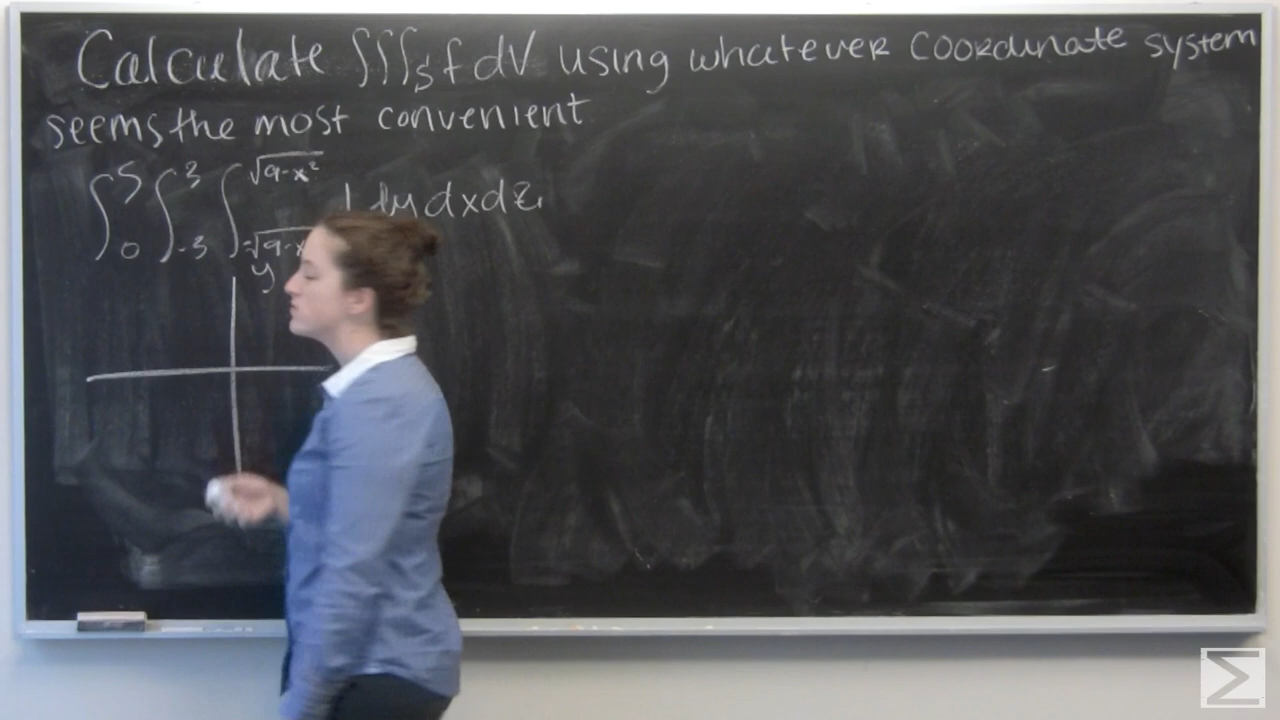 Calculate ∫∫∫_S f dV using whatever coordinate system
seems the most convenient
∫_0^5 ∫_{-3}^3 ∫_{-√(9-x²)}^{√(9-x²)} 1 dy dx dz
y
Σ